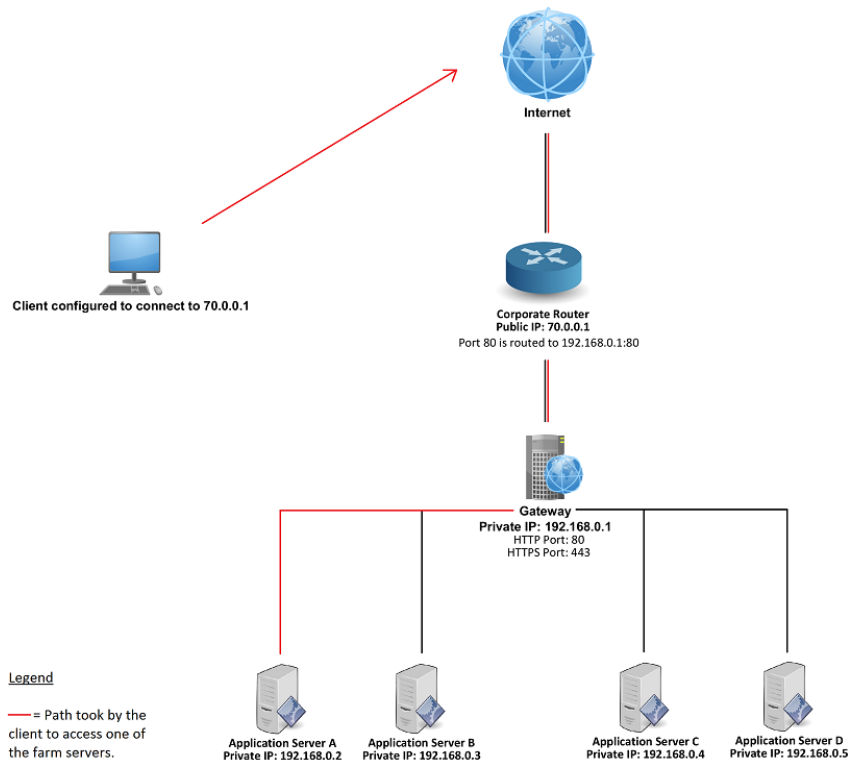 Internet
Client configured to connect to 70.0.0.1
Corporate Router
Public IP: 70.0.0.1
Port 80 is routed to 192.168.0.1:80
Gateway
Private IP: 192.168.0.1
HTTP Port: 80
HTTPS Port: 443
Legend
= Path took by the
client to access one of
the farm servers.
Application Server A
Private IP: 192.168.0.2
Application Server B
Private IP: 192.168.0.3
Application Server C
Private IP: 192.168.0.4
Application Server D
Private IP: 192.168.0.5